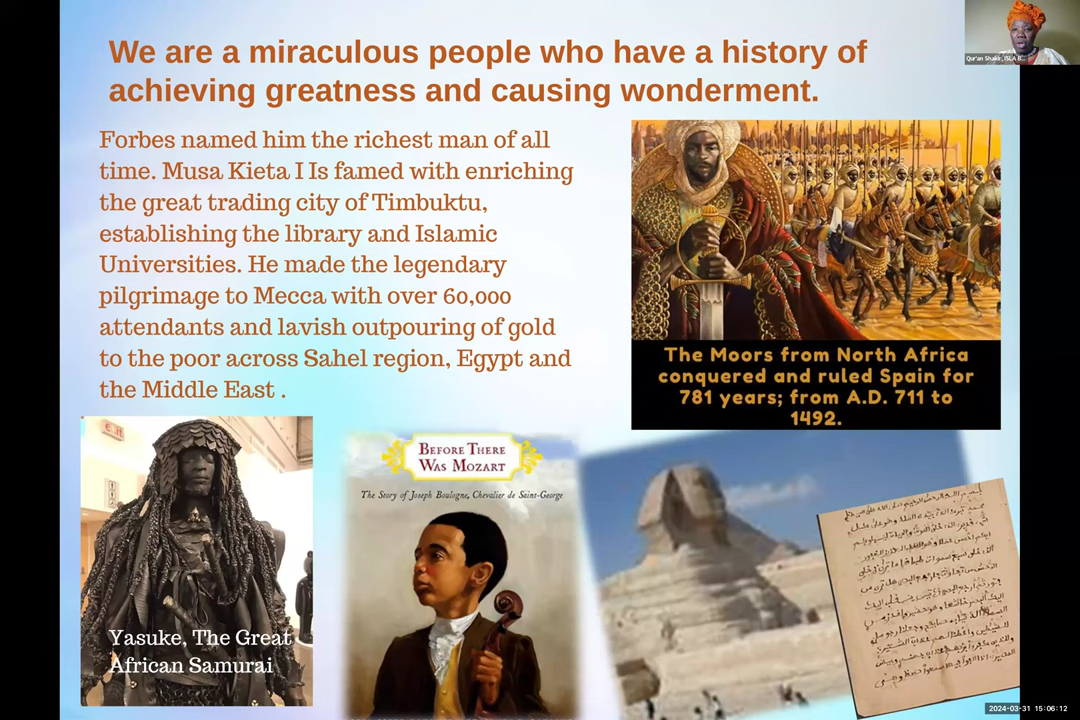 We are a miraculous people who have a history of
achieving greatness and causing wonderment.
Qur'an Shakir, ISLA B...
Forbes named him the richest man of all
time. Musa Kieta I Is famed with enriching
the great trading city of Timbuktu,
establishing the library and Islamic
Universities. He made the legendary
pilgrimage to Mecca with over 60,000
attendants and lavish outpouring of gold
to the poor across Sahel region, Egypt and
the Middle East .
The Moors from North Africa
conquered and ruled Spain for
781 years; from A.D. 711 to
1492.
Yasuke, The Great
African Samurai
BEFORE THERE
WAS MOZART
The Story of Joseph Boulogne, Chevalier de Saint-George
2024-03-31 15:06:12